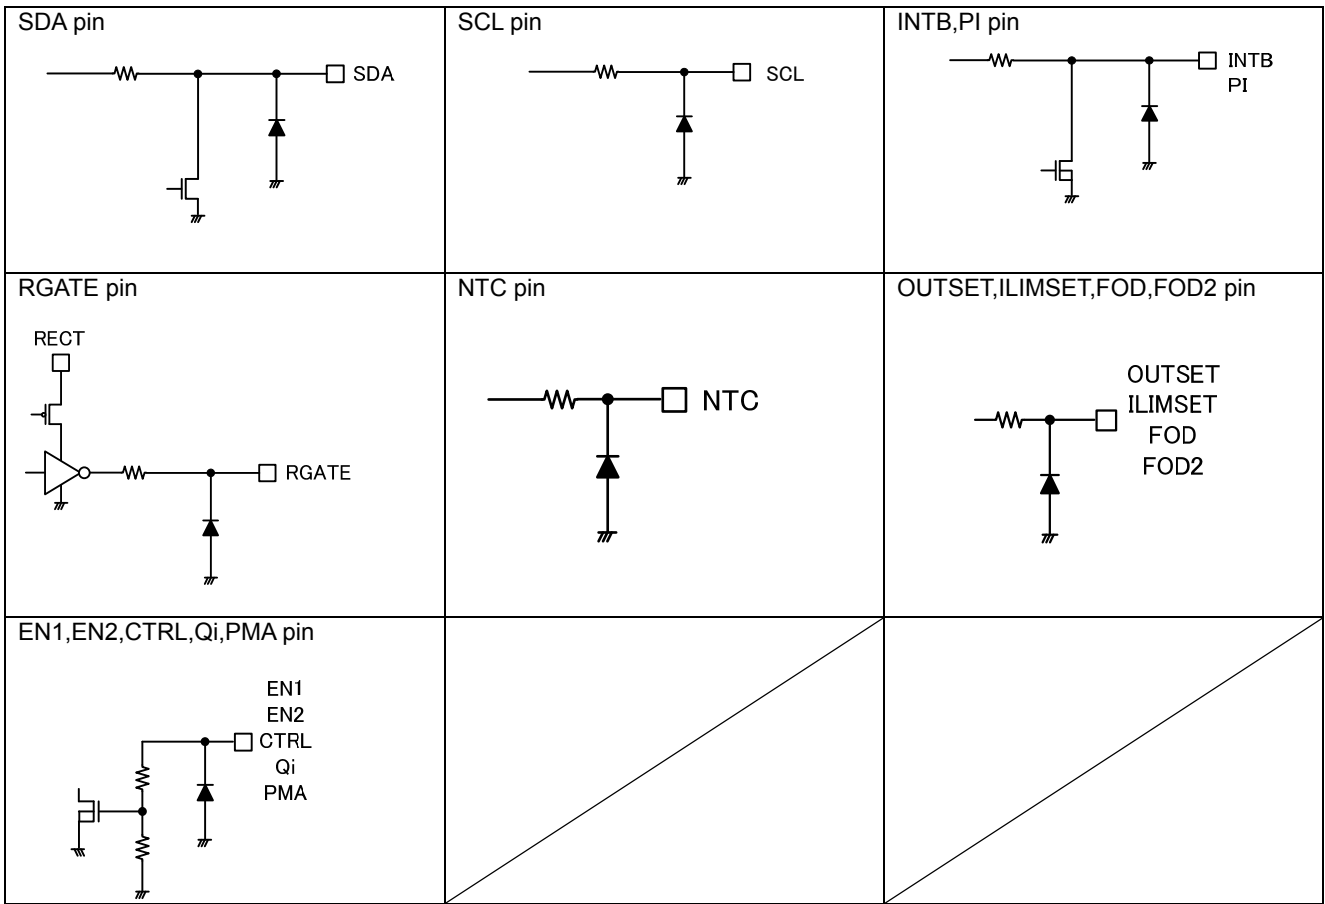 SDA pin
SDA
SCL pin
SCL
INTB,PI pin
INTB
PI
RGATE pin
RECT
RGATE
NTC pin
NTC
OUTSET,ILIMSET,FOD,FOD2 pin
OUTSET
ILIMSET
FOD
FOD2
EN1,EN2,CTRL,Qi,PMA pin
EN1
EN2
CTRL
Qi
PMA